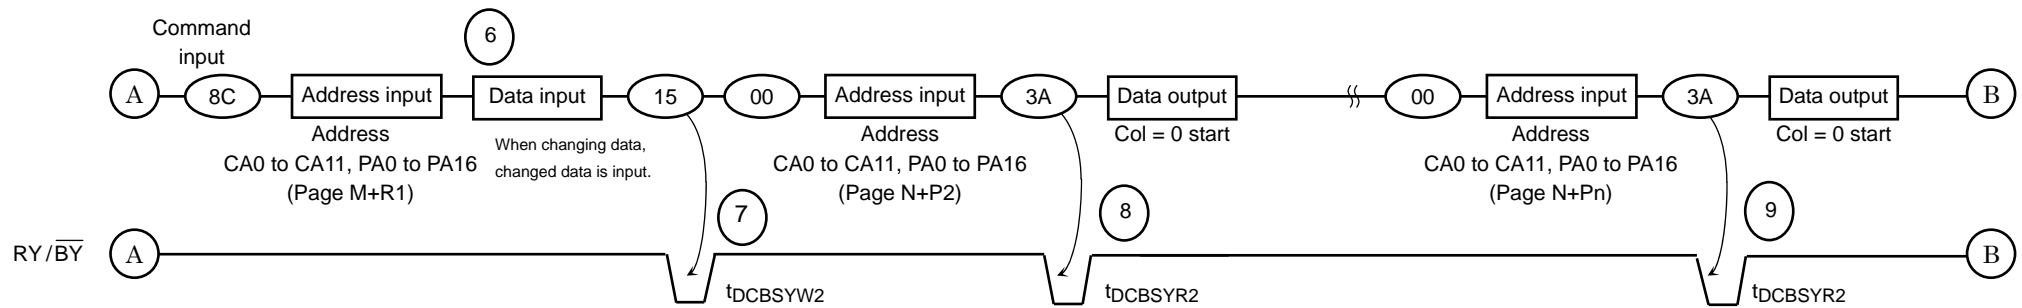 Command
input
6
A 8C Address input Data input 15 00 Address input 3A Data output 00 Address input 3A Data output B
Address
CA0 to CA11, PA0 to PA16
(Page M+R1)
When changing data,
changed data is input.
Address
CA0 to CA11, PA0 to PA16
(Page N+P2)
Col = 0 start
Address
CA0 to CA11, PA0 to PA16
(Page N+Pn)
Col = 0 start
7
8
9
RY/B̅Y̅ A B
tDCBSYW2
tDCBSYR2
tDCBSYR2